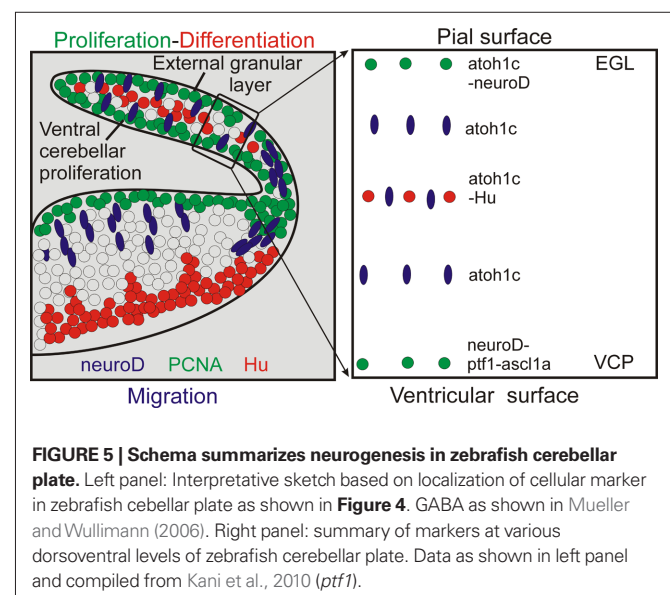 Proliferation-Differentiation
External granular
layer
Ventral
cerebellar
proliferation
neuroD PCNA Hu
Migration
Pial surface
atoh1c
-neuroD
EGL
atoh1c
atoh1c
-Hu
atoh1c
neuroD-
ptf1-ascl1a
VCP
Ventricular surface
FIGURE 5 | Schema summarizes neurogenesis in zebrafish cerebellar
plate. Left panel: Interpretative sketch based on localization of cellular marker
in zebrafish cebellar plate as shown in Figure 4. GABA as shown in Mueller
and Wullimann (2006). Right panel: summary of markers at various
dorsoventral levels of zebrafish cerebellar plate. Data as shown in left panel
and compiled from Kani et al., 2010 (ptf1).